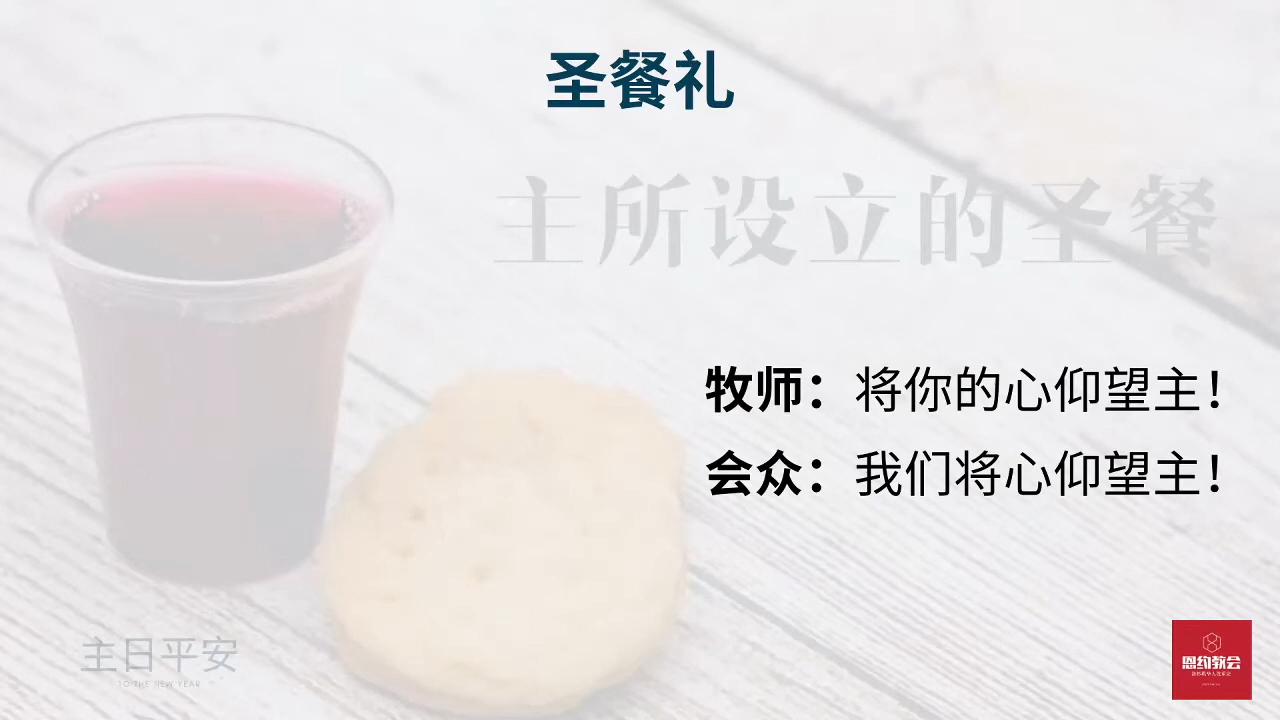 圣餐礼
主所设立的圣餐
牧师：将你的心仰望主！
会众：我们将心仰望主！
主日平安
TO THE NEW YEAR
恩约教会